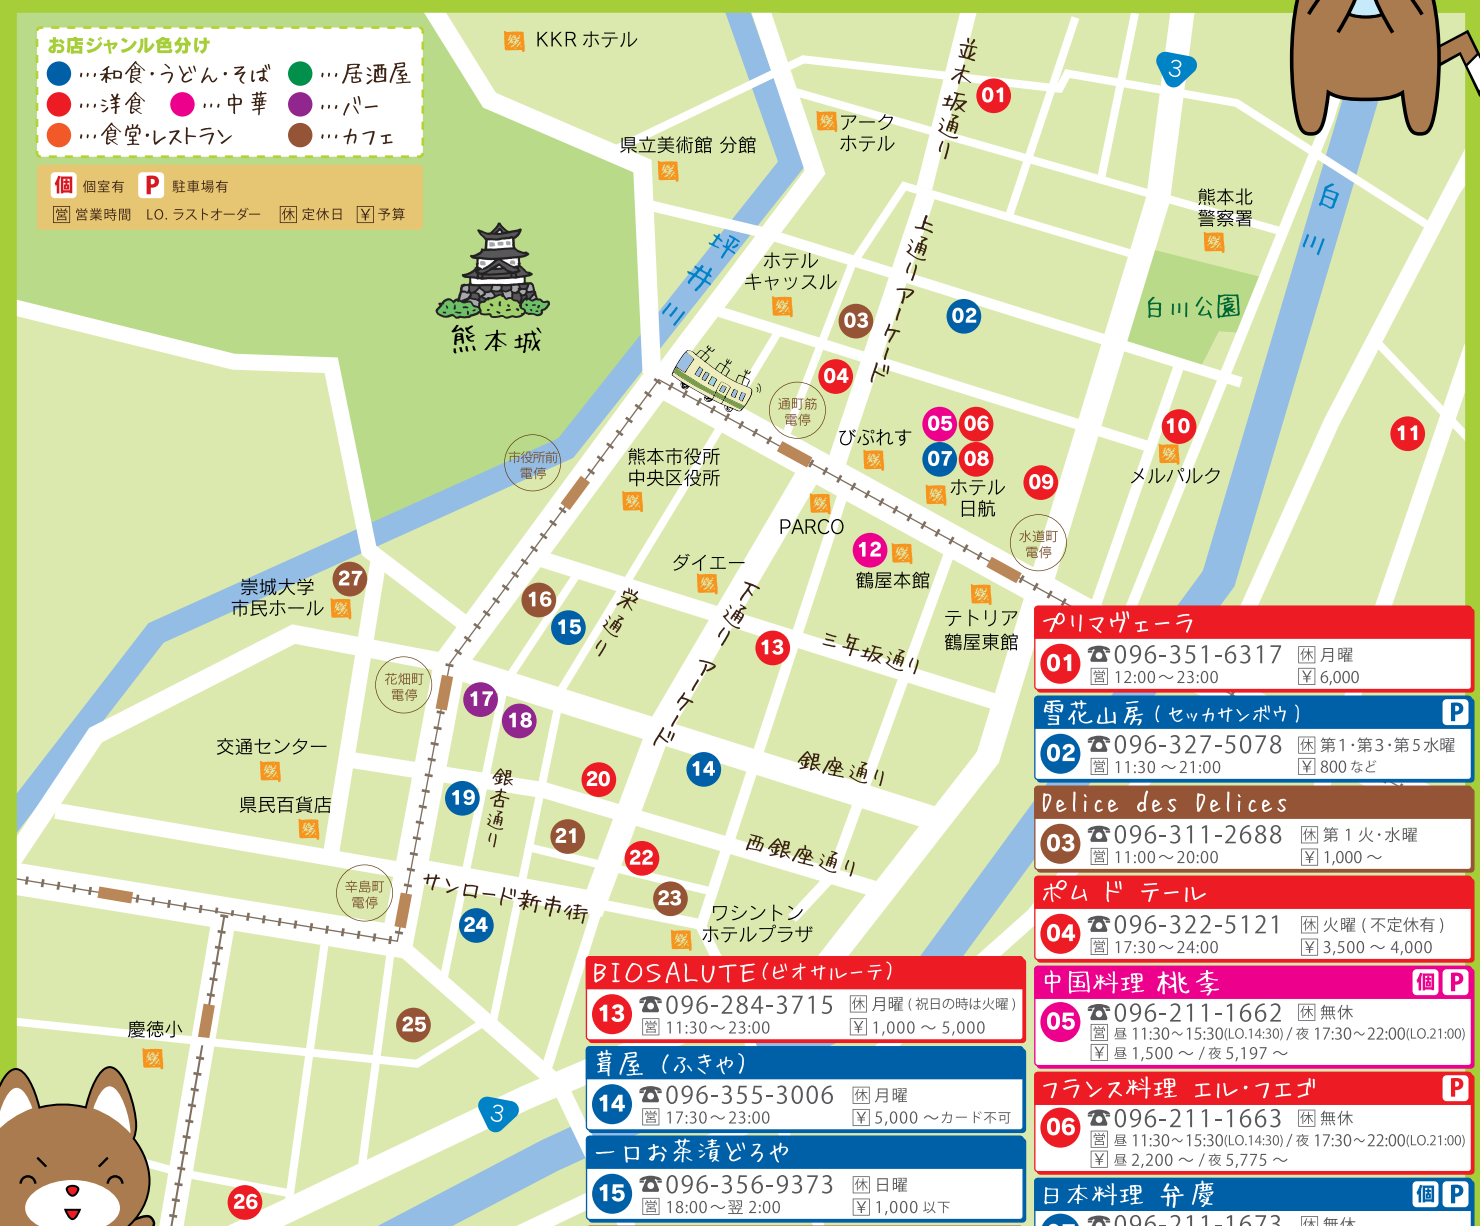 お店ジャンル色分け
…和食・うどん・そば
…居酒屋
…洋食
…中華
…バー
…食堂・レストラン
…カフェ
個 個室有 P 駐車場有
営 営業時間 LO. ラストオーダー 休 定休日 ¥ 予算
KKR ホテル
並木坂通り
3
01
アーク
ホテル
県立美術館 分館
熊本北
警察署
白川
坪井川
上通りアーケード
ホテル
キャッスル
白川公園
熊本城
03
02
04
通町筋
電停
05
06
10
11
びぷれす
07
08
市役所前
電停
熊本市役所
中央区役所
メルパルク
09
ホテル
日航
PARCO
水道町
電停
12
鶴屋本館
ダイエー
崇城大学
市民ホール
27
16
15
栄通り
下通りアーケード
テトリア
鶴屋東館
13
三年坂通り
花畑町
電停
17
18
交通センター
14
銀座通り
20
19
銀杏通り
県民百貨店
21
西銀座通り
22
辛島町
電停
サンロード新市街
23
24
ワシントン
ホテルプラザ
25
慶徳小
3
26
プリマヴェーラ
01 096-351-6317 休 月曜
営 12:00〜23:00 ¥ 6,000
雪花山房(セッカサンボウ) P
02 096-327-5078 休 第1・第3・第5水曜
営 11:30 〜21:00 ¥ 800 など
Delice des Delices
03 096-311-2688 休 第 1 火・水曜
営 11:00〜20:00 ¥ 1,000 〜
ポム ド テール
04 096-322-5121 休 火曜 ( 不定休有 )
営 17:30〜24:00 ¥ 3,500 〜 4,000
中国料理 桃李 個 P
05 096-211-1662 休 無休
営 昼 11:30〜15:30(LO.14:30) / 夜 17:30〜22:00(LO.21:00)
¥ 昼 1,500 〜 / 夜 5,197 〜
フランス料理 エル・フエゴ P
06 096-211-1663 休 無休
営 昼 11:30〜15:30(LO.14:30) / 夜 17:30〜22:00(LO.21:00)
¥ 昼 2,200 〜 / 夜 5,775 〜
日本料理 弁慶 個 P
07 096-211-1673 休 無休
BIOSALUTE(ビオサルーテ)
13 096-284-3715 休 月曜 ( 祝日の時は火曜 )
営 11:30〜23:00 ¥ 1,000 〜 5,000
葺屋 (ふきや)
14 096-355-3006 休 月曜
営 17:30〜23:00 ¥ 5,000 〜カード不可
一口お茶漬どろや
15 096-356-9373 休 日曜
営 18:00〜翌 2:00 ¥ 1,000 以下